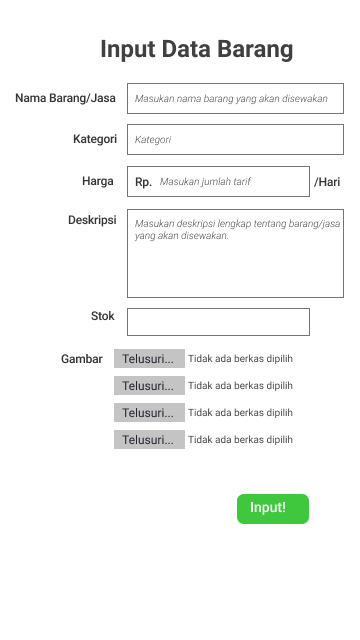 Input Data Barang
Nama Barang/Jasa Masukan nama barang yang akan disewakan
Kategori Kategori
Harga Rp. Masukan jumlah tarif /Hari
Deskripsi Masukan deskripsi lengkap tentang barang/jasa
yang akan disewakan.
Stok
Gambar Telusuri... Tidak ada berkas dipilih
Telusuri... Tidak ada berkas dipilih
Telusuri... Tidak ada berkas dipilih
Telusuri... Tidak ada berkas dipilih
Input!